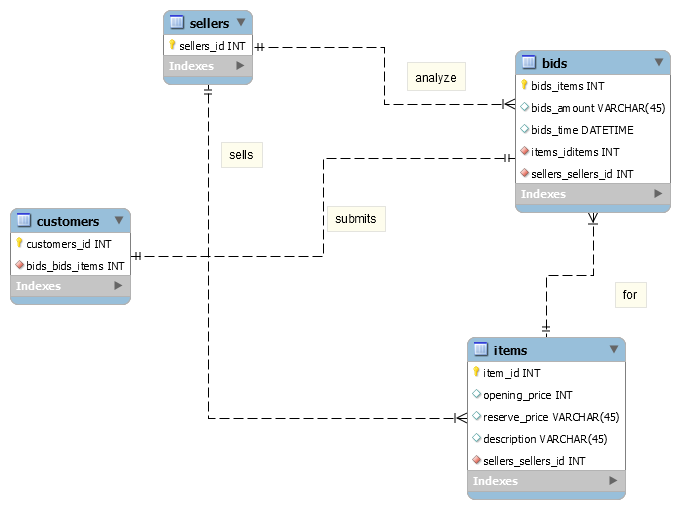 sellers
sellers_id INT
Indexes
analyze
bids
bids_items INT
bids_amount VARCHAR(45)
bids_time DATETIME
items_iditems INT
sellers_sellers_id INT
Indexes
sells
submits
customers
customers_id INT
bids_bids_items INT
Indexes
for
items
item_id INT
opening_price INT
reserve_price VARCHAR(45)
description VARCHAR(45)
sellers_sellers_id INT
Indexes